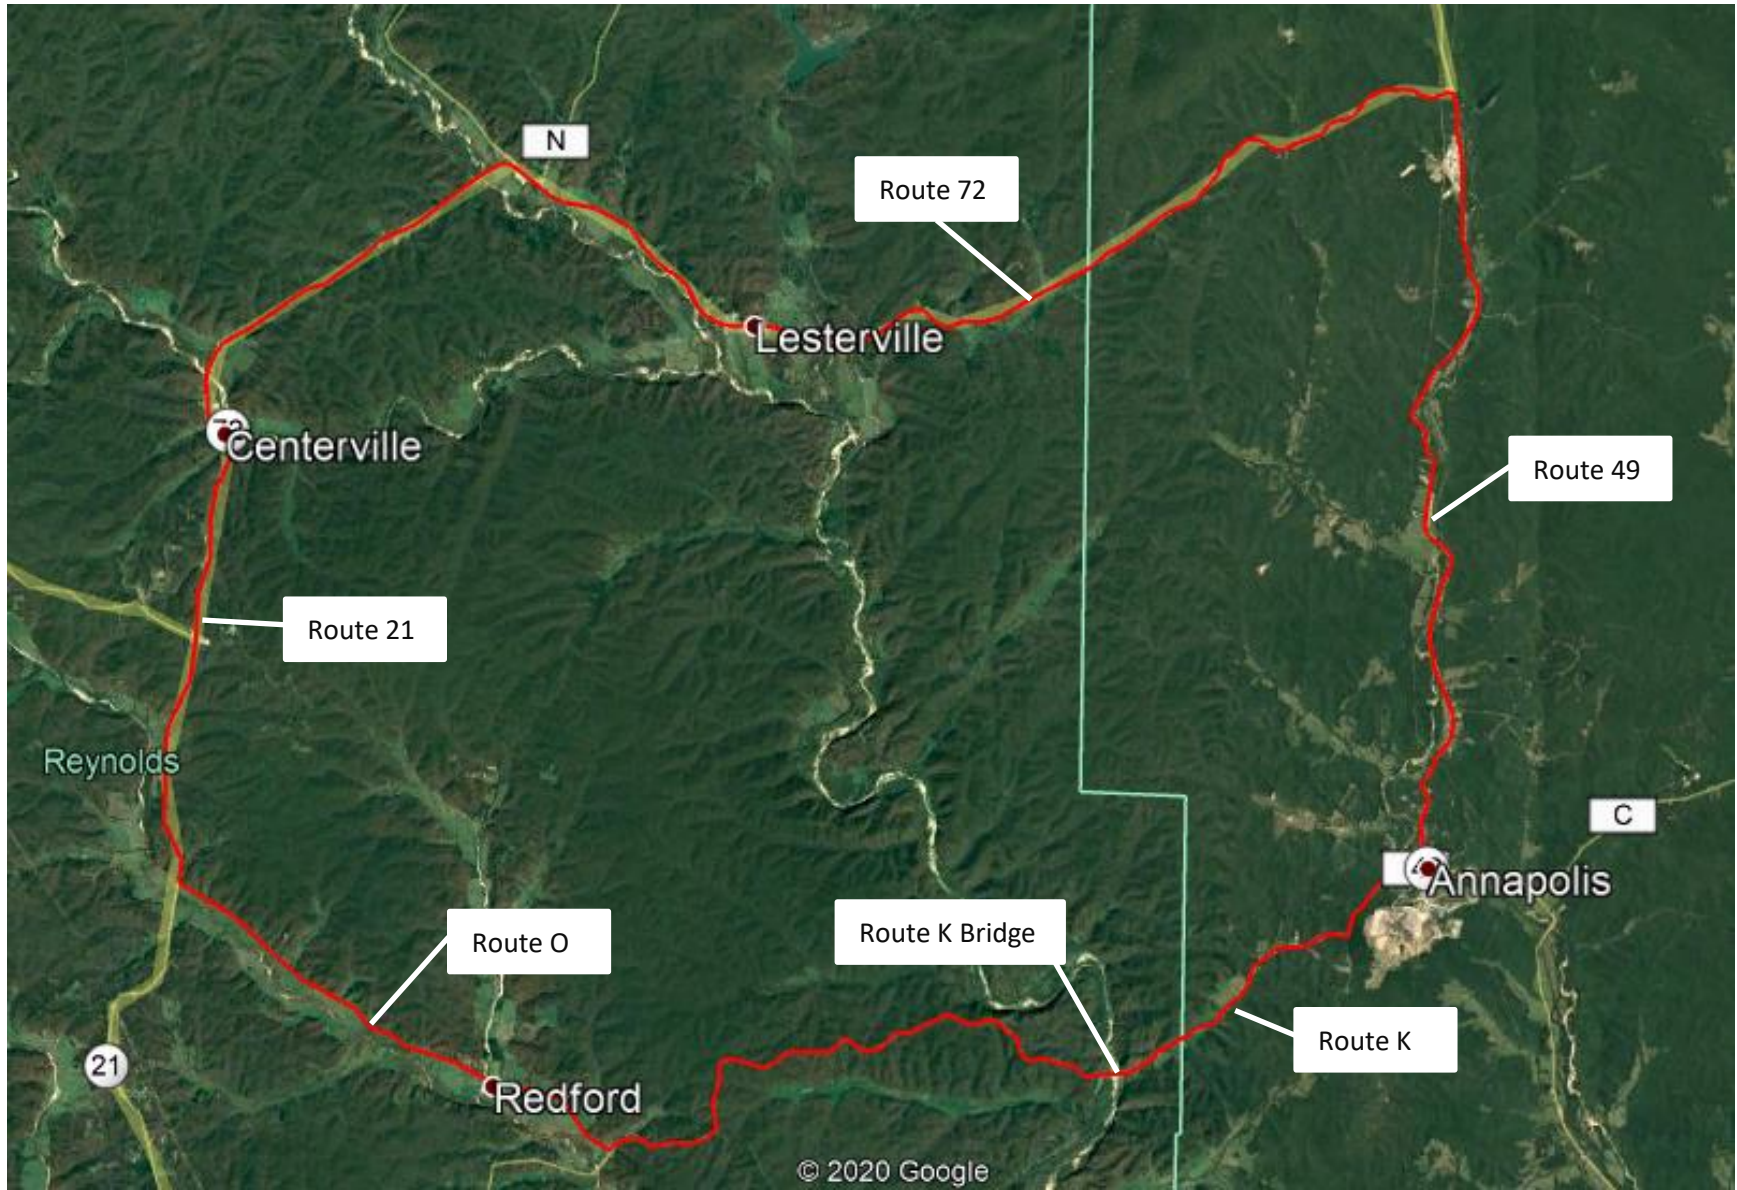 N
Route 72
Lesterville
Centerville
Route 49
Route 21
Reynolds
C
Annapolis
Route K Bridge
Route O
Route K
21
Redford
© 2020 Google